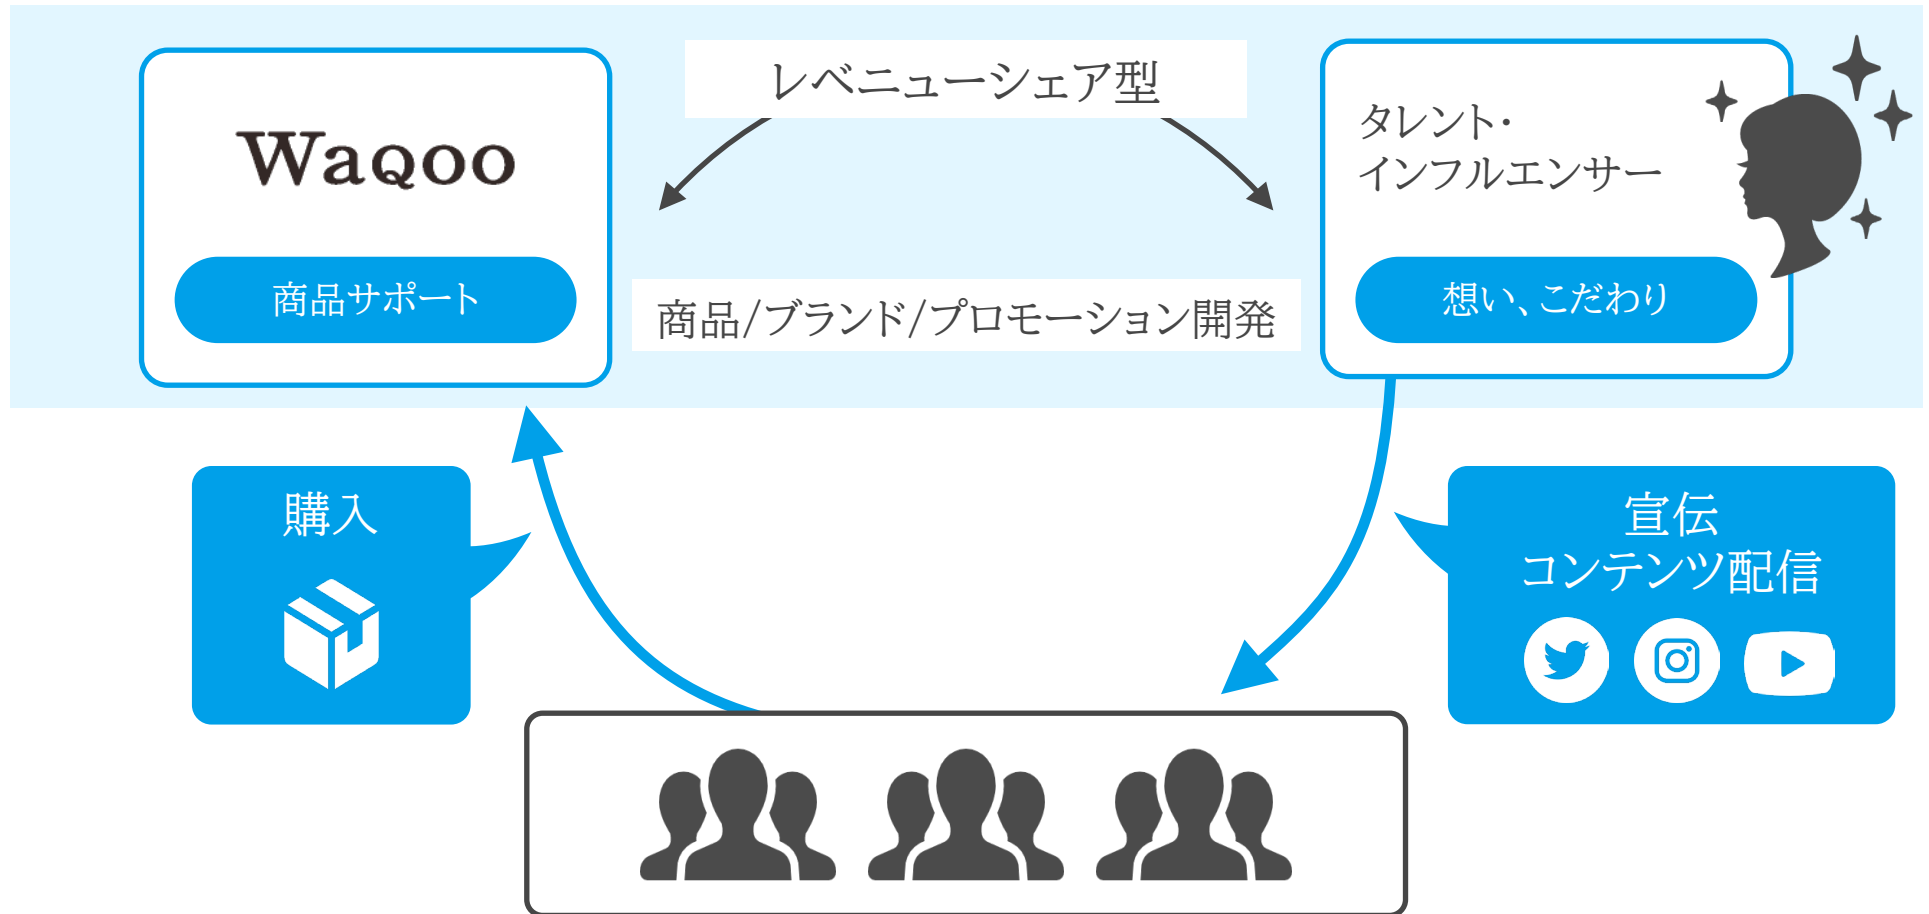 レベニューシェア型
Waqoo
商品サポート
タレント・
インフルエンサー
想い、こだわり
商品/ブランド/プロモーション開発
購入
宣伝
コンテンツ配信